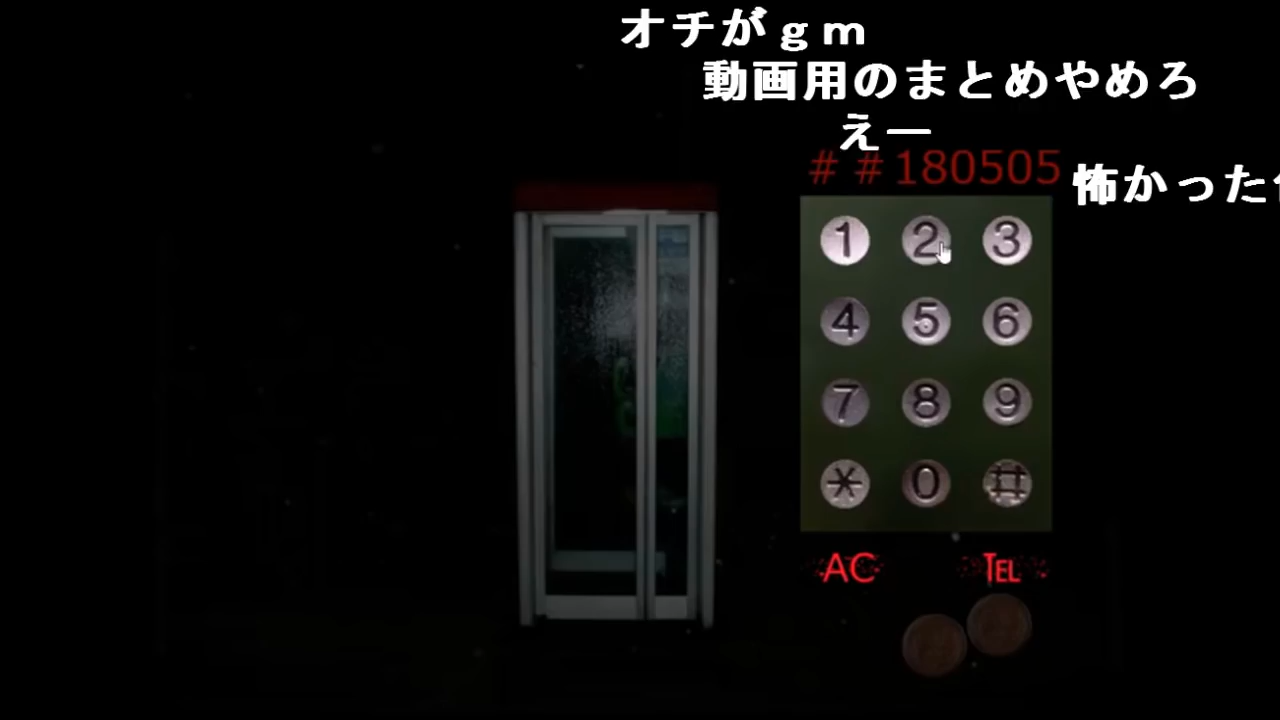 オチがｇｍ
動画用のまとめやめろ
えー
＃＃180505
怖かった
1 2 3
4 5 6
7 8 9
* 0 #
AC TEL